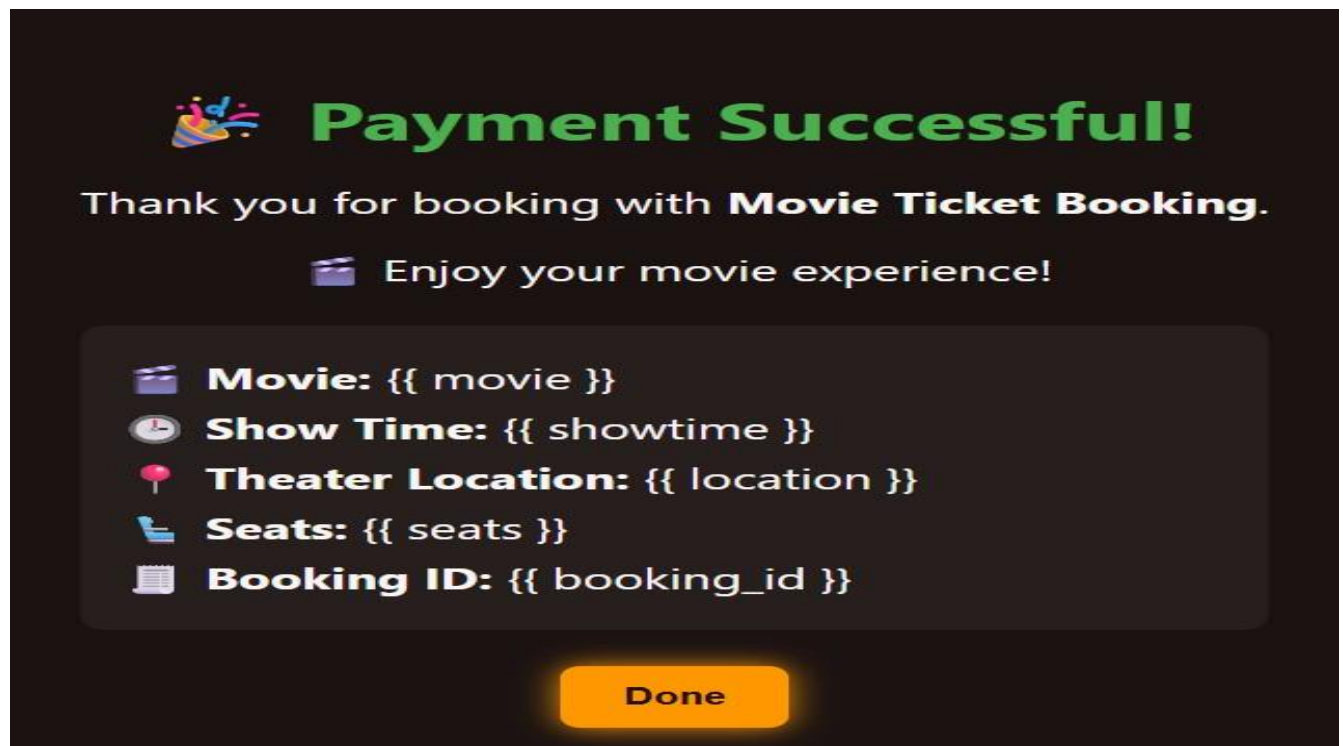 Payment Successful!
Thank you for booking with Movie Ticket Booking.
Enjoy your movie experience!
Movie: {{ movie }}
Show Time: {{ showtime }}
Theater Location: {{ location }}
Seats: {{ seats }}
Booking ID: {{ booking_id }}
Done